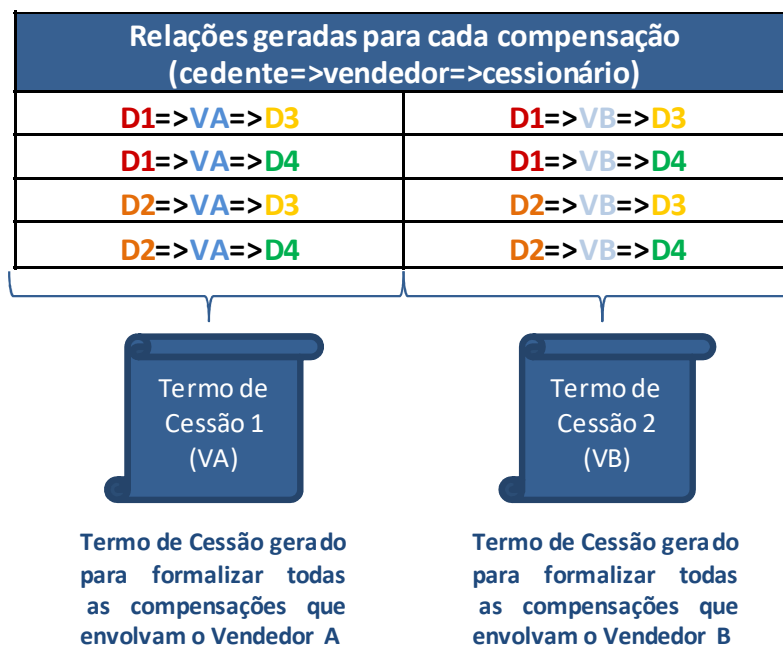 Relações geradas para cada compensação
(cedente=>vendedor=>cessionário)
D1=>VA=>D3 D1=>VB=>D3
D1=>VA=>D4 D1=>VB=>D4
D2=>VA=>D3 D2=>VB=>D3
D2=>VA=>D4 D2=>VB=>D4
Termo de
Cessão 1
(VA)
Termo de
Cessão 2
(VB)
Termo de Cessão gerado
para formalizar todas
as compensações que
envolvam o Vendedor A
Termo de Cessão gerado
para formalizar todas
as compensações que
envolvam o Vendedor B